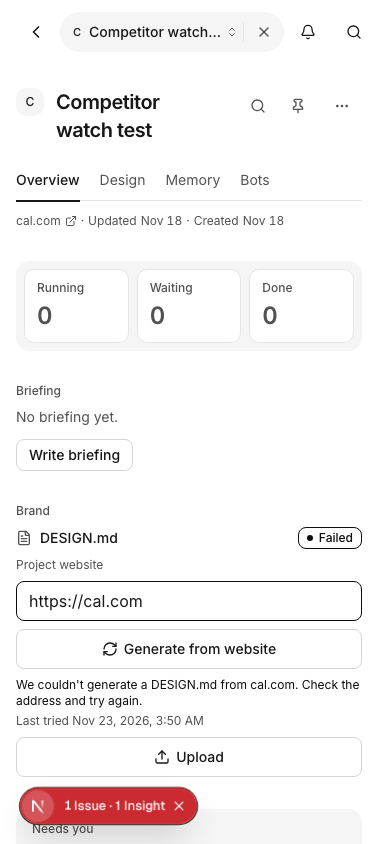 C Competitor watch...
C
Competitor
watch test
Overview Design Memory Bots
cal.com · Updated Nov 18 · Created Nov 18
Running Waiting Done
0 0 0
Briefing
No briefing yet.
Write briefing
Brand
DESIGN.md Failed
Project website
https://cal.com
Generate from website
We couldn't generate a DESIGN.md from cal.com. Check the
address and try again.
Last tried Nov 23, 2026, 3:50 AM
Upload
N 1 Issue · 1 Insight
Needs you